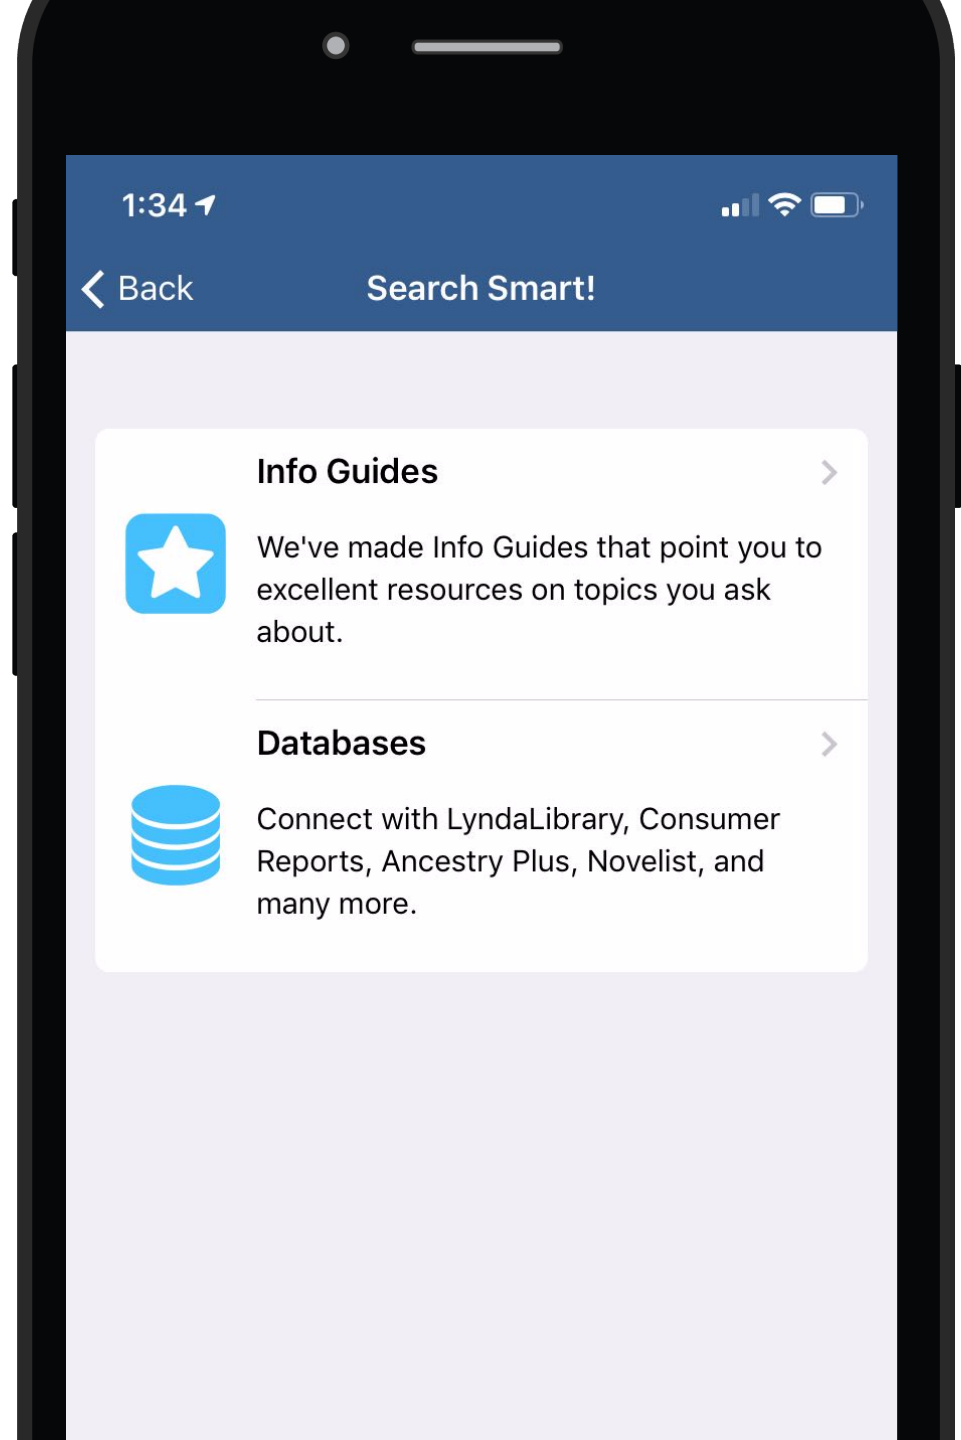 1:34
Back
Search Smart!
Info Guides
We've made Info Guides that point you to
excellent resources on topics you ask
about.
Databases
Connect with LyndaLibrary, Consumer
Reports, Ancestry Plus, Novelist, and
many more.